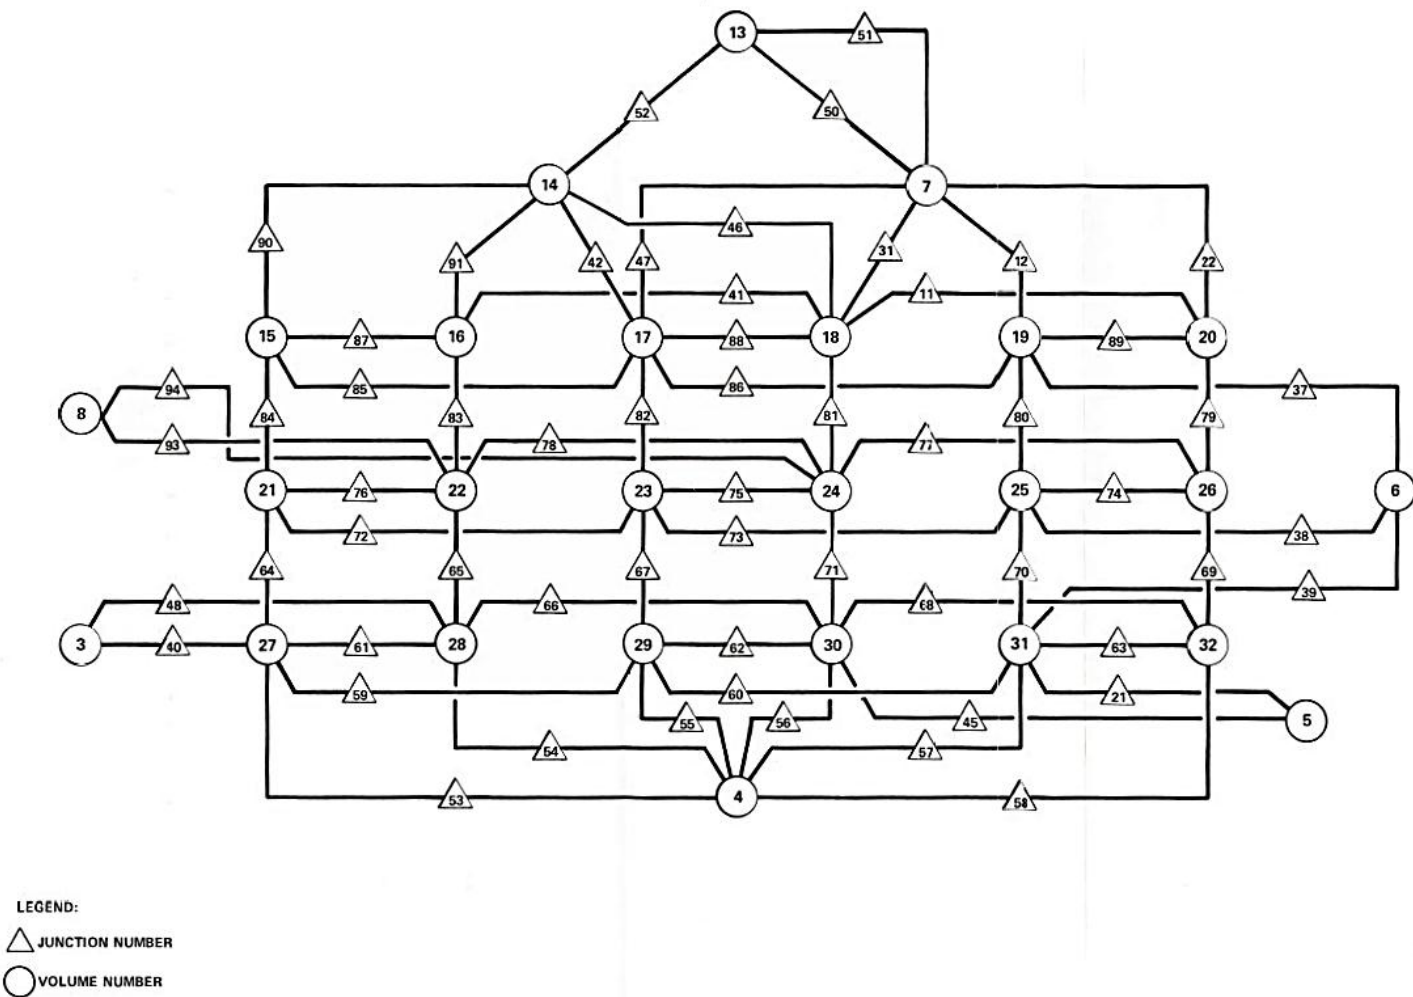 13 51
52 50
14 7
46
90 91 42 47 31 12 22
41 11
15 87 16 17 88 18 19 89 20
94 85 86 37
8 84 83 82 81 80 79
93 78 77
21 76 22 23 75 24 25 74 26 6
72 73 38
64 65 67 71 70 69
39
48 66 68
3 40 27 61 28 29 62 30 31 63 32
59 60 21
55 56 45 5
54 57
53 4 58
LEGEND:
JUNCTION NUMBER
VOLUME NUMBER